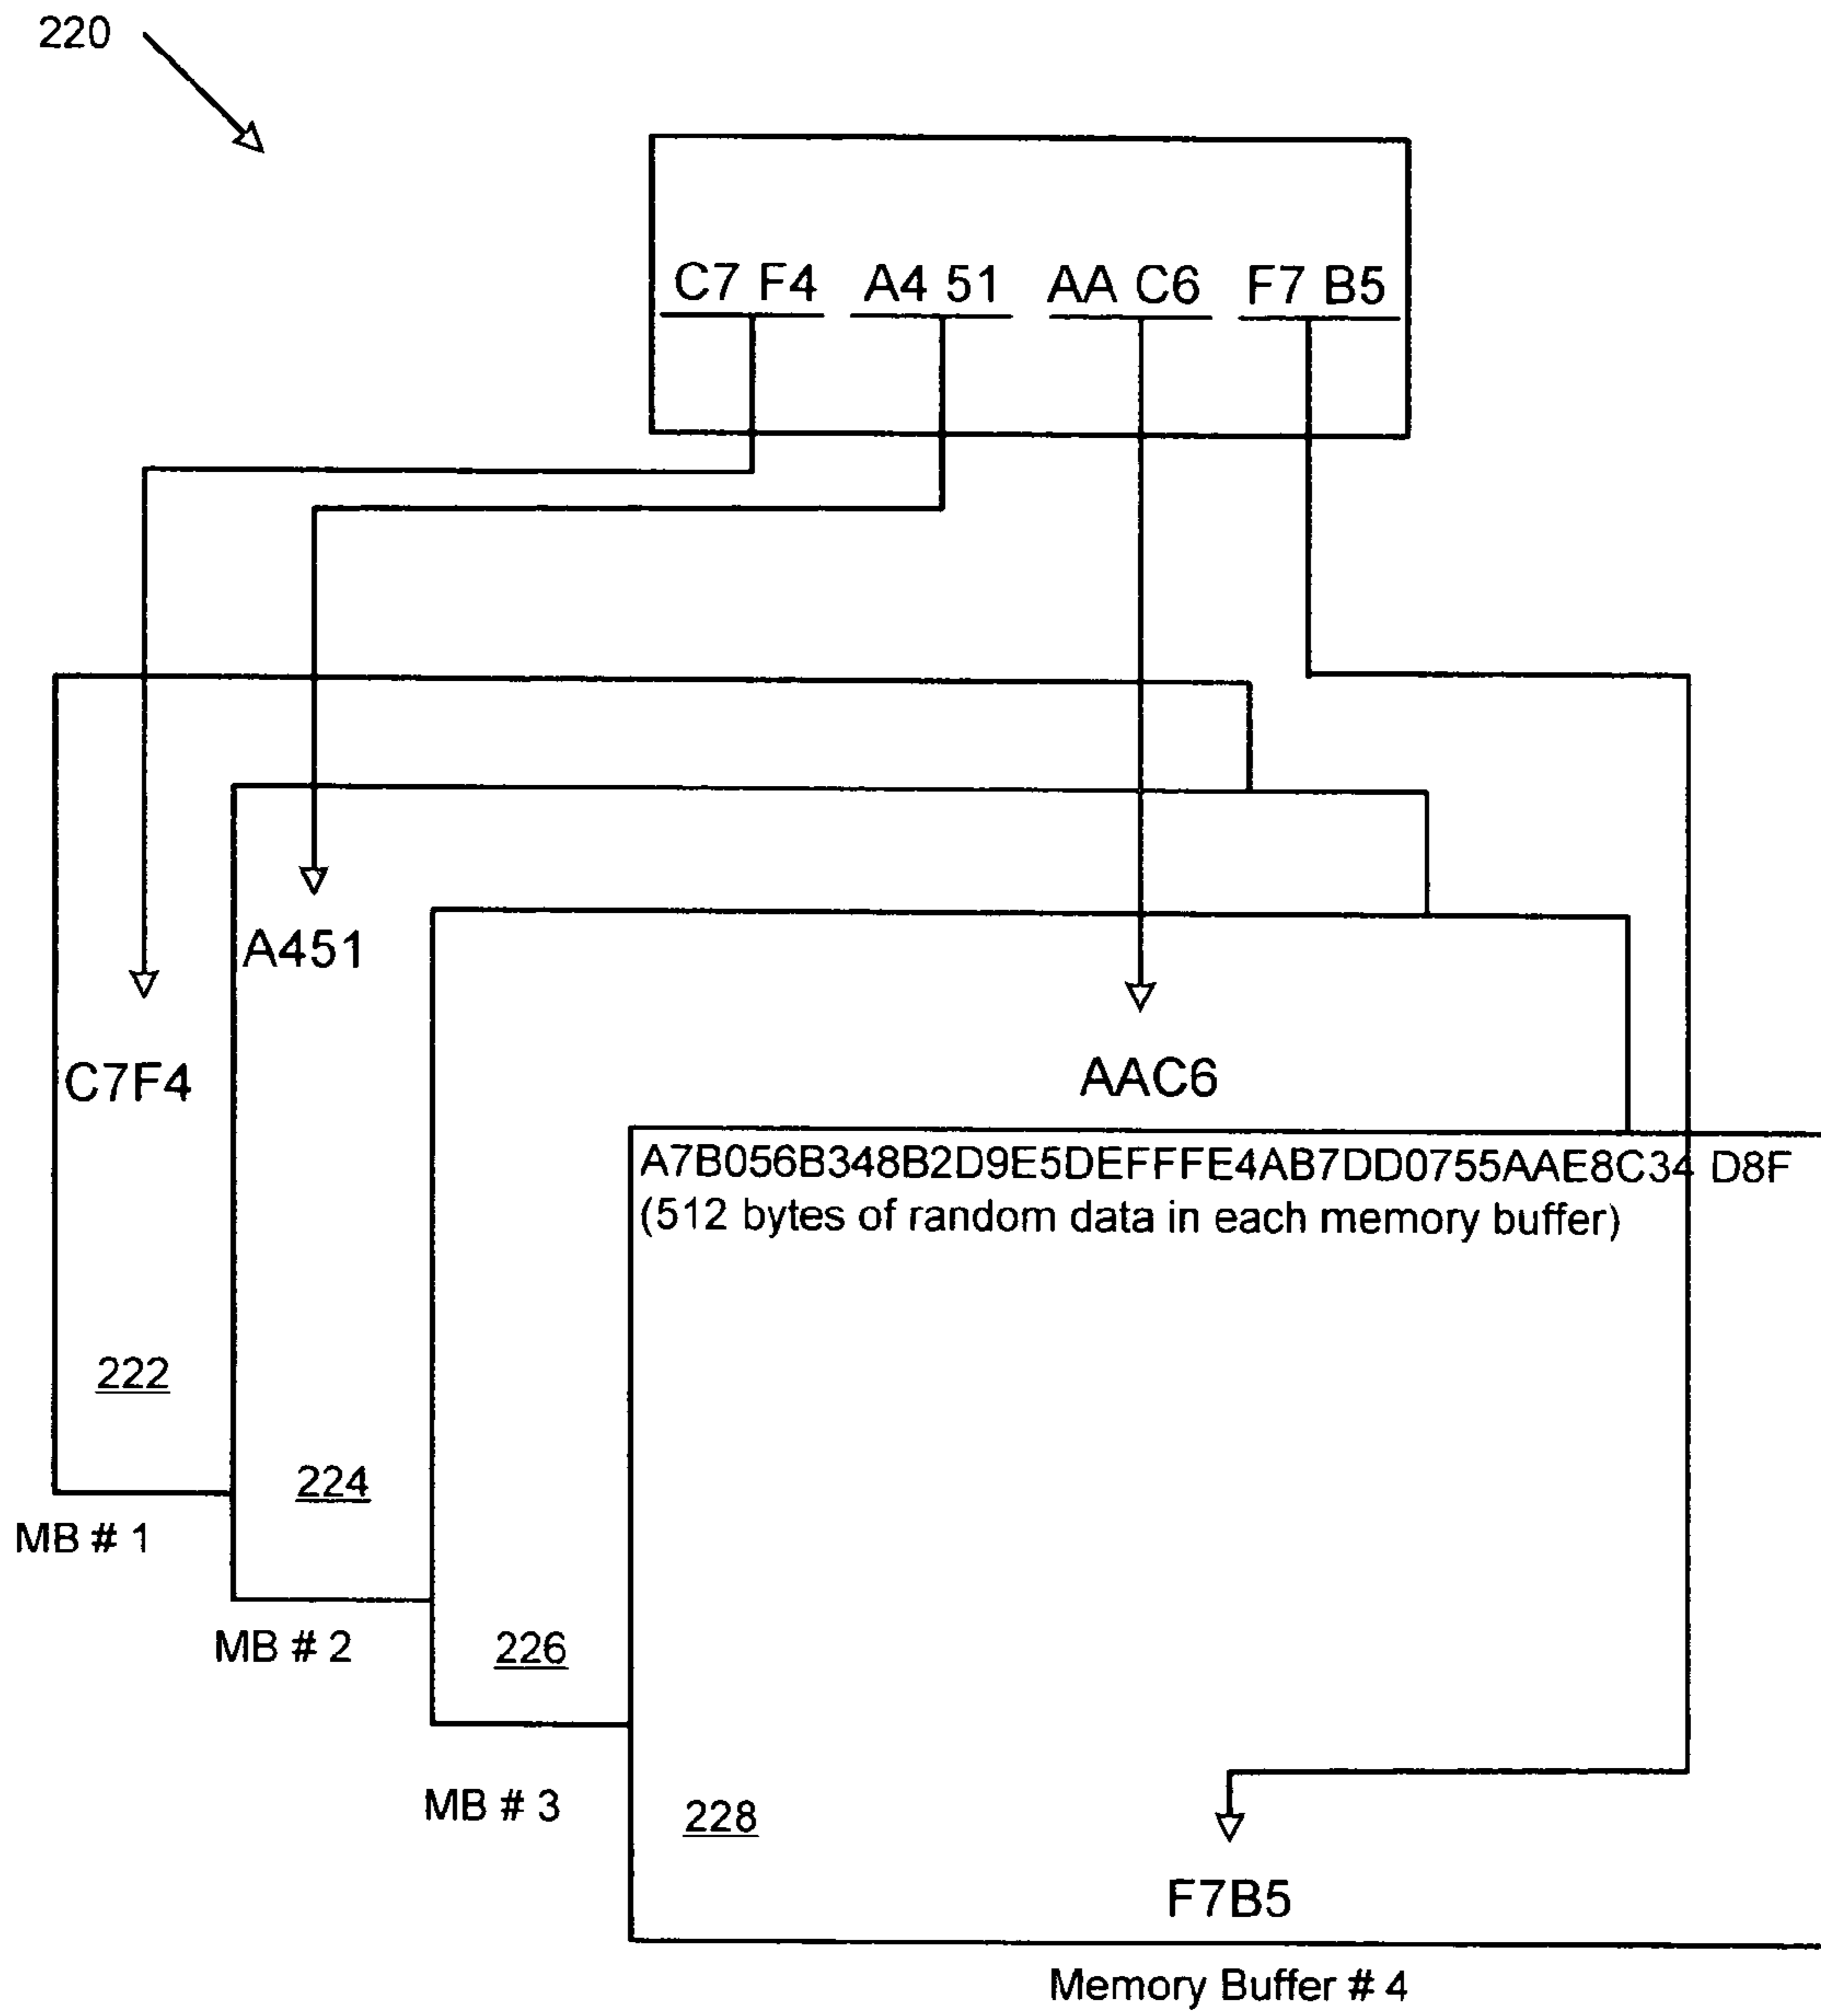 220
C7 F4 A4 51 AA C6 F7 B5
A451
C7F4
AAC6
A7B056B348B2D9E5DEFFFE4AB7DD0755AAE8C34 D8F
(512 bytes of random data in each memory buffer)
222
224
MB # 1
226
MB # 2
MB # 3
228
F7B5
Memory Buffer # 4